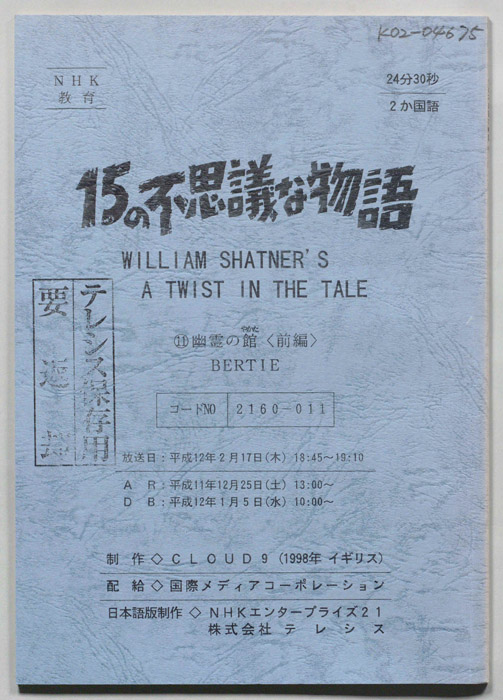 K02-04675
NHK
教育
24分30秒
2か国語
15の不思議な物語
WILLIAM SHATNER'S
A TWIST IN THE TALE
⑪幽霊の館〈前編〉
BERTIE
コードNO 2160-011
テレシス保存用
要返却
放送日：平成12年2月17日(木) 18:45〜19:10
AR：平成11年12月25日(土) 13:00〜
DB：平成12年1月5日(水) 10:00〜
制作◇CLOUD9 (1998年 イギリス)
配給◇国際メディアコーポレーション
日本語版制作◇NHKエンタープライズ21
株式会社テレシス